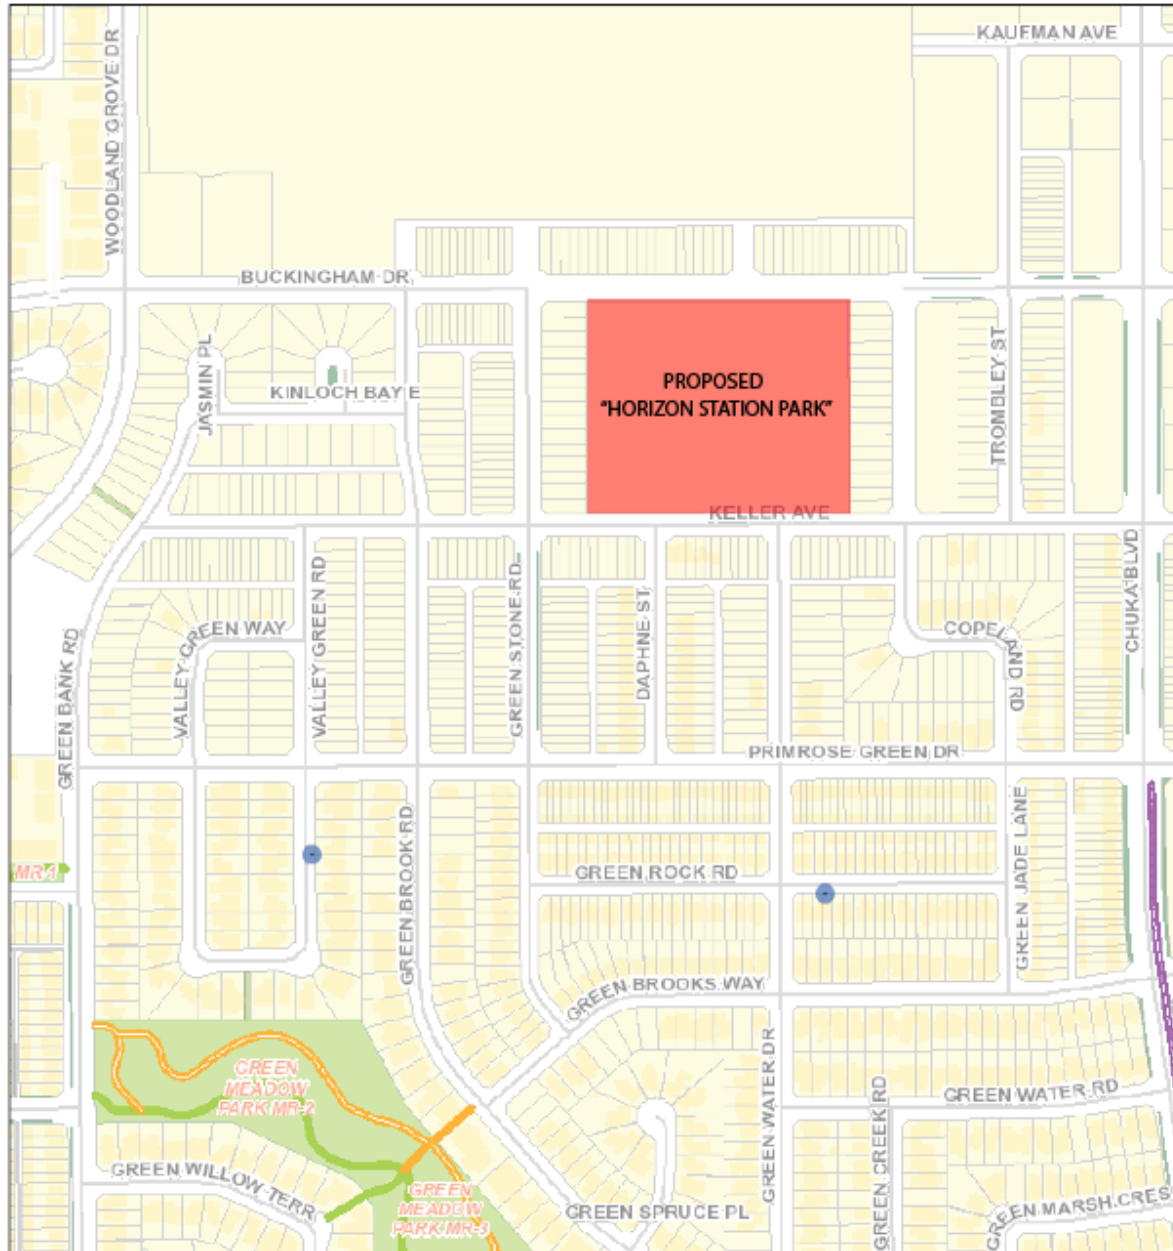 KAUFMAN AVE
WOODLAND GROVE DR
BUCKINGHAM DR
JASMIN PL
KINLOCH BAY E
PROPOSED
"HORIZON STATION PARK"
TROMBLEY ST
KELLER AVE
GREEN BANK RD
VALLEY GREEN WAY
VALLEY GREEN RD
GREEN STONE RD
DAPHNE ST
COPELAND RD
CHUKA BLVD
PRIMROSE GREEN DR
MR 1
GREEN BROOK RD
GREEN ROCK RD
GREEN JADE LANE
GREEN BROOKS WAY
GREEN
MEADOW
PARK MR-2
GREEN WATER DR
GREEN CREEK RD
GREEN WATER RD
GREEN WILLOW TERR
GREEN
MEADOW
PARK MR-3
GREEN SPRUCE PL
GREEN MARSH CRES